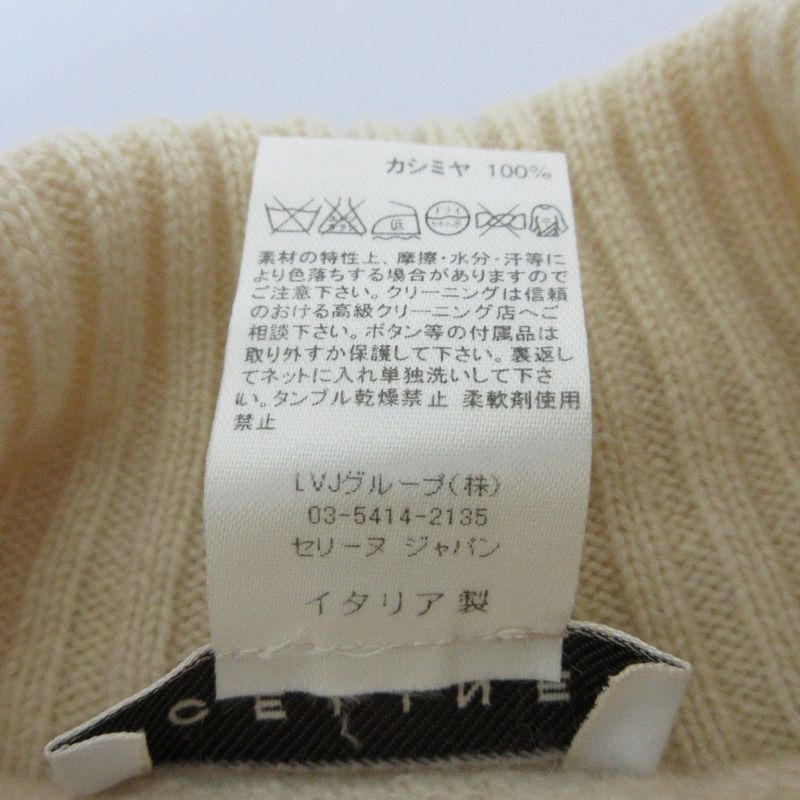 カシミヤ 100%
低
ドライ
素材の特性上、摩擦・水分・汗等に
より色落ちする場合がありますので
ご注意下さい。クリーニングは信頼
のおける高級クリーニング店へご
相談下さい。ボタン等の付属品は
取り外すか保護して下さい。裏返し
てネットに入れ単独洗いして下さ
い。タンブル乾燥禁止 柔軟剤使用
禁止
LVJグループ(株)
03-5414-2135
セリーヌ ジャパン
イタリア製
CELINE